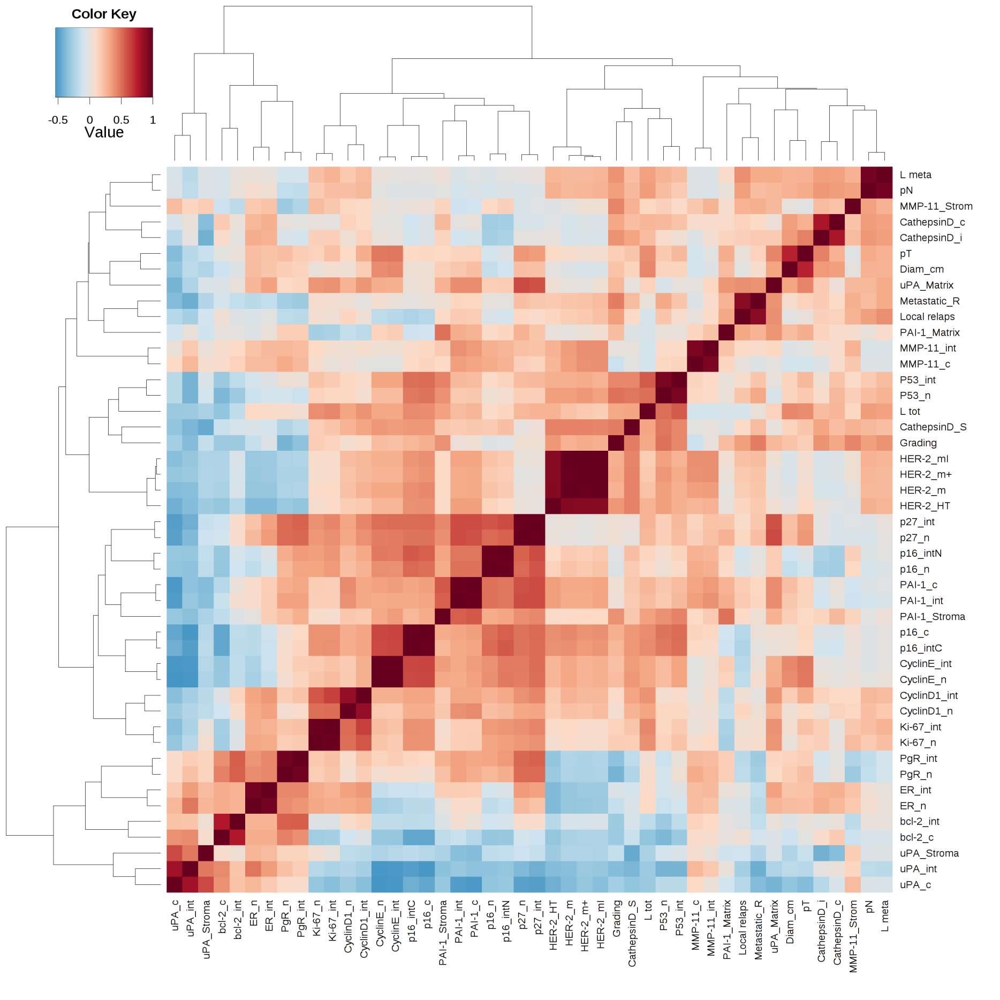 Color Key
-0.5 0 0.5 1
Value
L meta
pN
MMP-11_Strom
CathepsinD_c
CathepsinD_i
pT
Diam_cm
uPA_Matrix
Metastatic_R
Local relaps
PAI-1_Matrix
MMP-11_int
MMP-11_c
P53_int
P53_n
L tot
CathepsinD_S
Grading
HER-2_mI
HER-2_m+
HER-2_m
HER-2_HT
p27_int
p27_n
p16_intN
p16_n
PAI-1_c
PAI-1_int
PAI-1_Stroma
p16_c
p16_intC
CyclinE_int
CyclinE_n
CyclinD1_int
CyclinD1_n
Ki-67_int
Ki-67_n
PgR_int
PgR_n
ER_int
ER_n
bcl-2_int
bcl-2_c
uPA_Stroma
uPA_int
uPA_c
uPA_c
uPA_int
uPA_Stroma
bcl-2_c
bcl-2_int
ER_n
ER_int
PgR_n
PgR_int
Ki-67_n
Ki-67_int
CyclinD1_n
CyclinD1_int
CyclinE_n
CyclinE_int
p16_intC
p16_c
PAI-1_Stroma
PAI-1_int
PAI-1_c
p16_n
p16_intN
p27_n
p27_int
HER-2_HT
HER-2_m
HER-2_m+
HER-2_mI
Grading
CathepsinD_S
L tot
P53_n
P53_int
MMP-11_c
MMP-11_int
PAI-1_Matrix
Local relaps
Metastatic_R
uPA_Matrix
Diam_cm
pT
CathepsinD_i
CathepsinD_c
MMP-11_Strom
pN
L meta